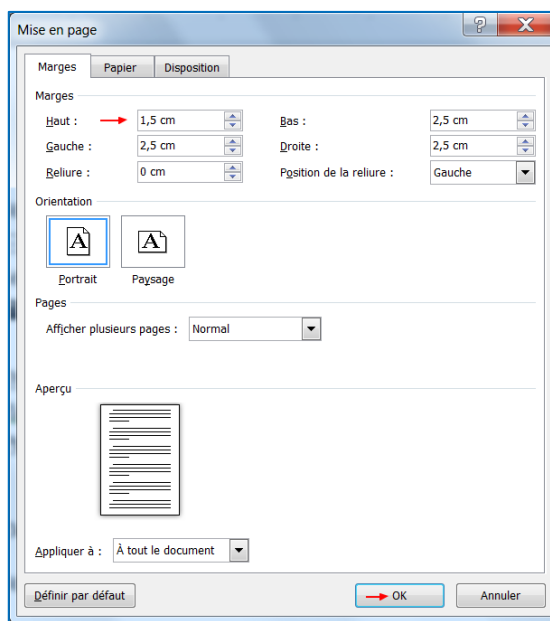 Mise en page
Marges Papier Disposition
Marges
Haut : 1,5 cm Bas : 2,5 cm
Gauche : 2,5 cm Droite : 2,5 cm
Reliure : 0 cm Position de la reliure : Gauche
Orientation
A A
Portrait Paysage
Pages
Afficher plusieurs pages : Normal
Aperçu
Appliquer à : À tout le document
Définir par défaut OK Annuler